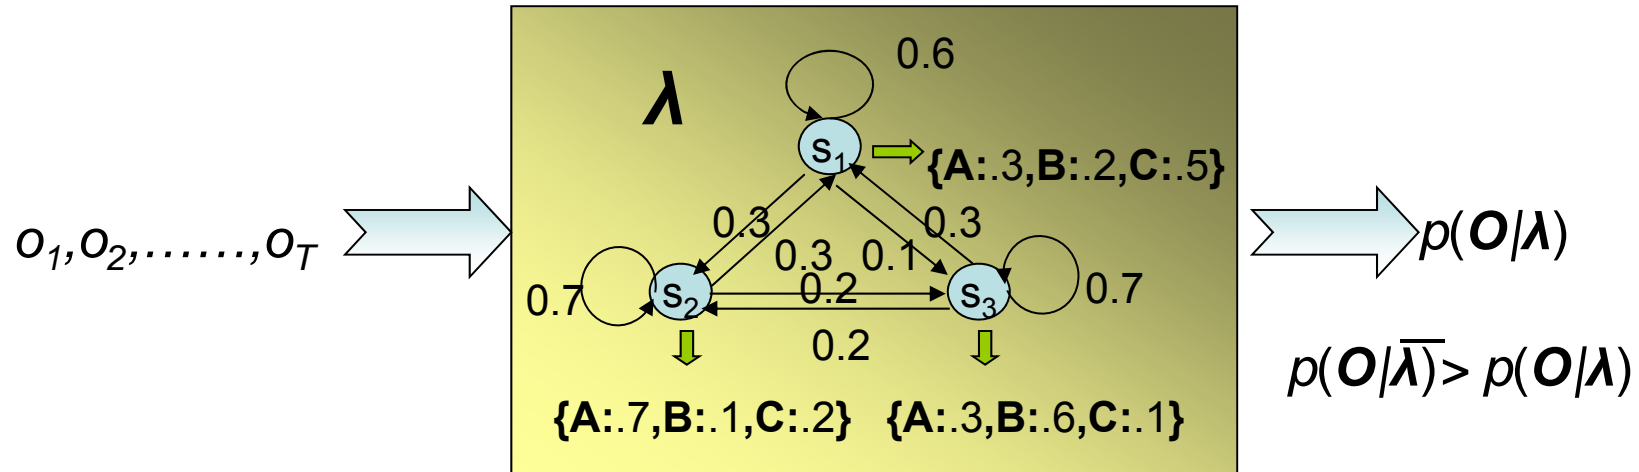 0.6
λ
s1
{A:.3,B:.2,C:.5}
0.3
0.3
o1,o2,......,oT
p(O|λ)
0.3
0.1
0.7
s2
0.2
s3
0.7
0.2
p(O|λ̅)> p(O|λ)
{A:.7,B:.1,C:.2}
{A:.3,B:.6,C:.1}